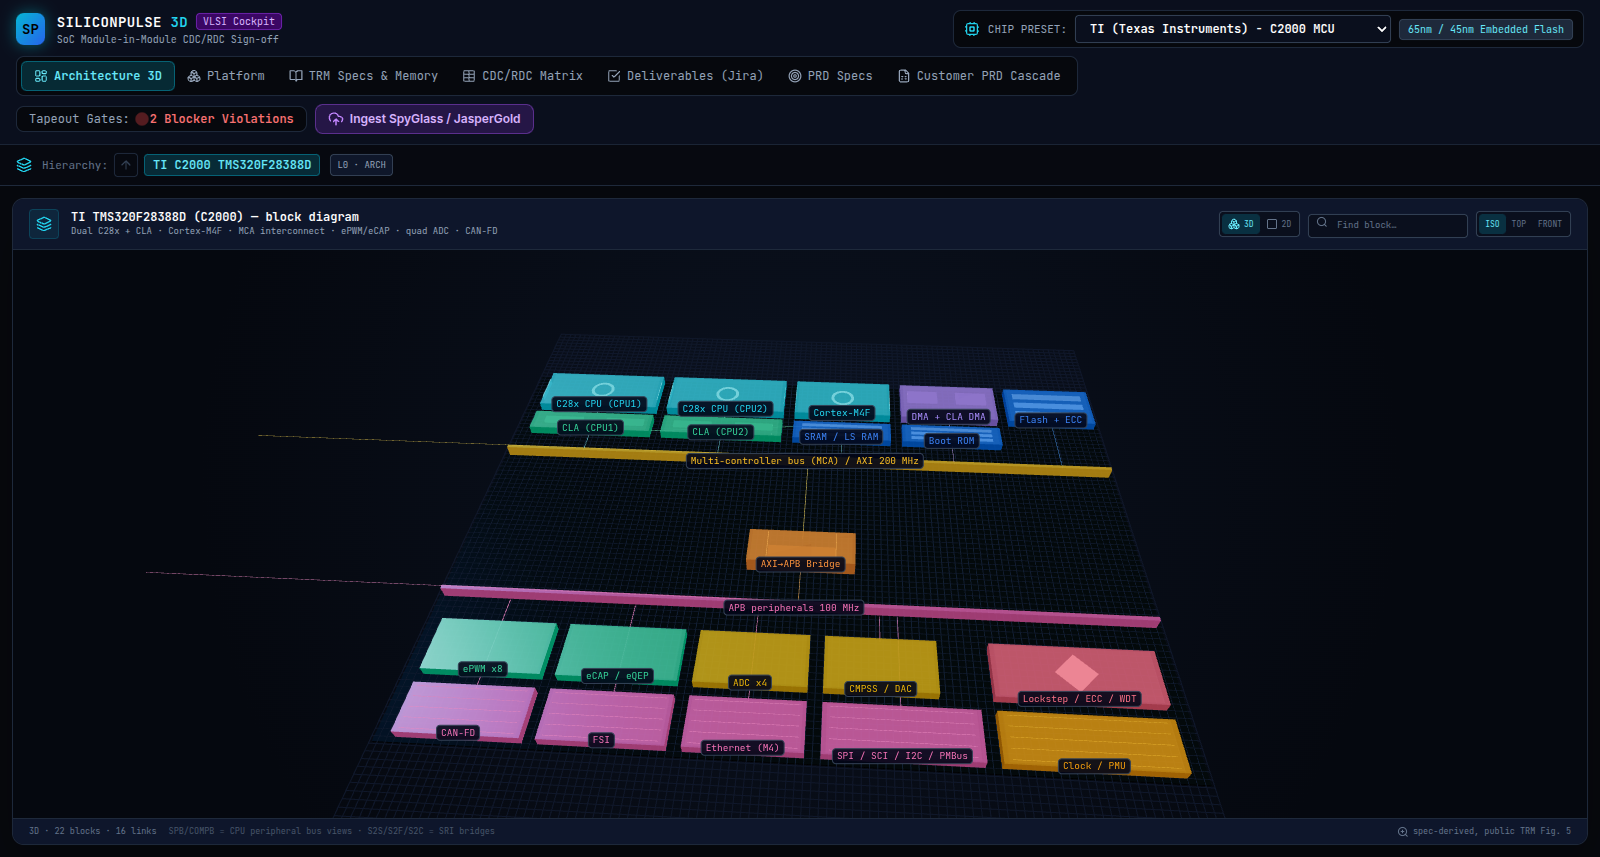 SP
SILICONPULSE 3D VLSI Cockpit
SoC Module-in-Module CDC/RDC Sign-off
CHIP PRESET: TI (Texas Instruments) - C2000 MCU 65nm / 45nm Embedded Flash
Architecture 3D Platform TRM Specs & Memory CDC/RDC Matrix Deliverables (Jira) PRD Specs Customer PRD Cascade
Tapeout Gates: 2 Blocker Violations Ingest SpyGlass / JasperGold
Hierarchy: TI C2000 TMS320F28388D L0 · ARCH
TI TMS320F28388D (C2000) — block diagram
Dual C28x + CLA · Cortex-M4F · MCA interconnect · ePWM/eCAP · quad ADC · CAN-FD
3D 2D Find block… ISO TOP FRONT
C28x CPU (CPU1)
C28x CPU (CPU2)
Cortex-M4F
DMA + CLA DMA
Flash + ECC
CLA (CPU1)
CLA (CPU2)
SRAM / LS RAM
Boot ROM
Multi-controller bus (MCA) / AXI 200 MHz
AXI→APB Bridge
APB peripherals 100 MHz
ePWM x8
eCAP / eQEP
ADC x4
CMPSS / DAC
Lockstep / ECC / WDT
CAN-FD
FSI
Ethernet (M4)
SPI / SCI / I2C / PMBus
Clock / PMU
3D · 22 blocks · 16 links SPB/COMPB = CPU peripheral bus views · S2S/S2F/S2C = SRI bridges
spec-derived, public TRM Fig. 5